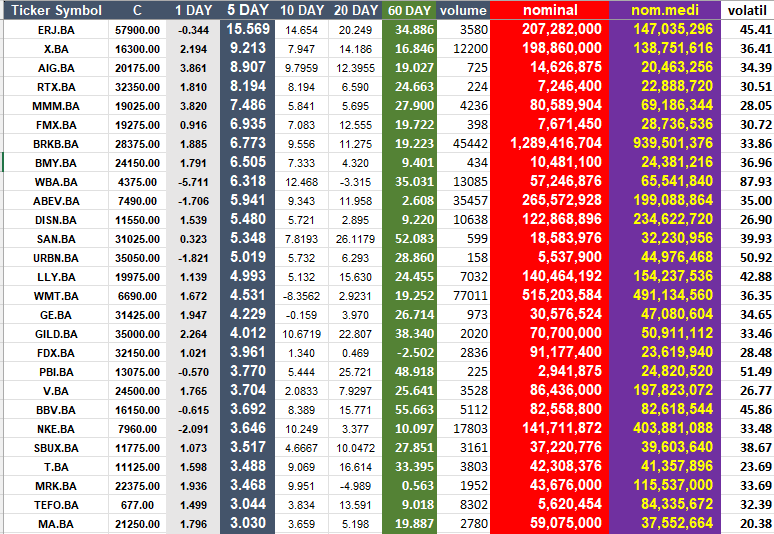 Ticker Symbol C 1 DAY 5 DAY 10 DAY 20 DAY 60 DAY volume nominal nom.medi volatil
ERJ.BA 57900.00 -0.344 15.569 14.654 20.249 34.886 3580 207,282,000 147,035,296 45.41
X.BA 16300.00 2.194 9.213 7.947 14.186 16.846 12200 198,860,000 138,751,616 36.41
AIG.BA 20175.00 3.861 8.907 9.7959 12.3955 19.027 725 14,626,875 20,463,256 34.39
RTX.BA 32350.00 1.810 8.194 8.194 6.590 24.663 224 7,246,400 22,888,720 30.51
MMM.BA 19025.00 3.820 7.486 5.841 5.695 27.900 4236 80,589,904 69,186,344 28.05
FMX.BA 19275.00 0.916 6.935 7.083 12.555 19.722 398 7,671,450 28,736,536 30.72
BRKB.BA 28375.00 1.885 6.773 9.556 11.275 19.223 45442 1,289,416,704 939,501,376 33.86
BMY.BA 24150.00 1.791 6.505 7.333 4.320 9.401 434 10,481,100 24,381,216 36.96
WBA.BA 4375.00 -5.711 6.318 12.468 -3.315 35.031 13085 57,246,876 65,541,840 87.93
ABEV.BA 7490.00 -1.706 5.941 9.343 11.958 2.608 35457 265,572,928 199,088,864 35.00
DISN.BA 11550.00 1.539 5.480 5.721 2.895 9.220 10638 122,868,896 234,622,720 26.90
SAN.BA 31025.00 0.323 5.348 7.8193 26.1179 52.083 599 18,583,976 32,230,956 39.93
URBN.BA 35050.00 -1.821 5.019 5.732 6.293 28.860 158 5,537,900 44,976,468 50.92
LLY.BA 19975.00 1.139 4.993 5.132 15.630 24.455 7032 140,464,192 154,237,536 42.88
WMT.BA 6690.00 1.672 4.531 -8.3562 2.9231 19.252 77011 515,203,584 491,134,560 36.35
GE.BA 31425.00 1.947 4.229 -0.159 3.970 26.714 973 30,576,524 47,080,604 34.65
GILD.BA 35000.00 2.264 4.012 10.6719 22.807 38.340 2020 70,700,000 50,911,112 33.46
FDX.BA 32150.00 1.021 3.961 1.340 0.469 -2.502 2836 91,177,400 23,619,940 28.48
PBI.BA 13075.00 -0.570 3.770 5.444 25.721 48.918 225 2,941,875 24,820,520 51.49
V.BA 24500.00 1.765 3.704 2.0833 7.9297 25.641 3528 86,436,000 197,823,072 26.77
BBV.BA 16150.00 -0.615 3.692 8.389 15.771 55.663 5112 82,558,800 82,618,544 45.86
NKE.BA 7960.00 -2.091 3.646 10.249 3.377 10.097 17803 141,711,872 403,881,088 33.48
SBUX.BA 11775.00 1.073 3.517 4.6667 10.0472 27.851 3161 37,220,776 39,603,640 38.67
T.BA 11125.00 1.598 3.488 9.069 16.614 33.395 3803 42,308,376 41,357,896 23.69
MRK.BA 22375.00 1.936 3.468 9.951 -4.989 0.563 1952 43,676,000 115,537,000 33.69
TEFO.BA 677.00 1.499 3.044 3.834 13.591 9.018 8302 5,620,454 84,335,672 32.39
MA.BA 21250.00 1.796 3.030 3.659 5.198 19.887 2780 59,075,000 37,552,664 20.38